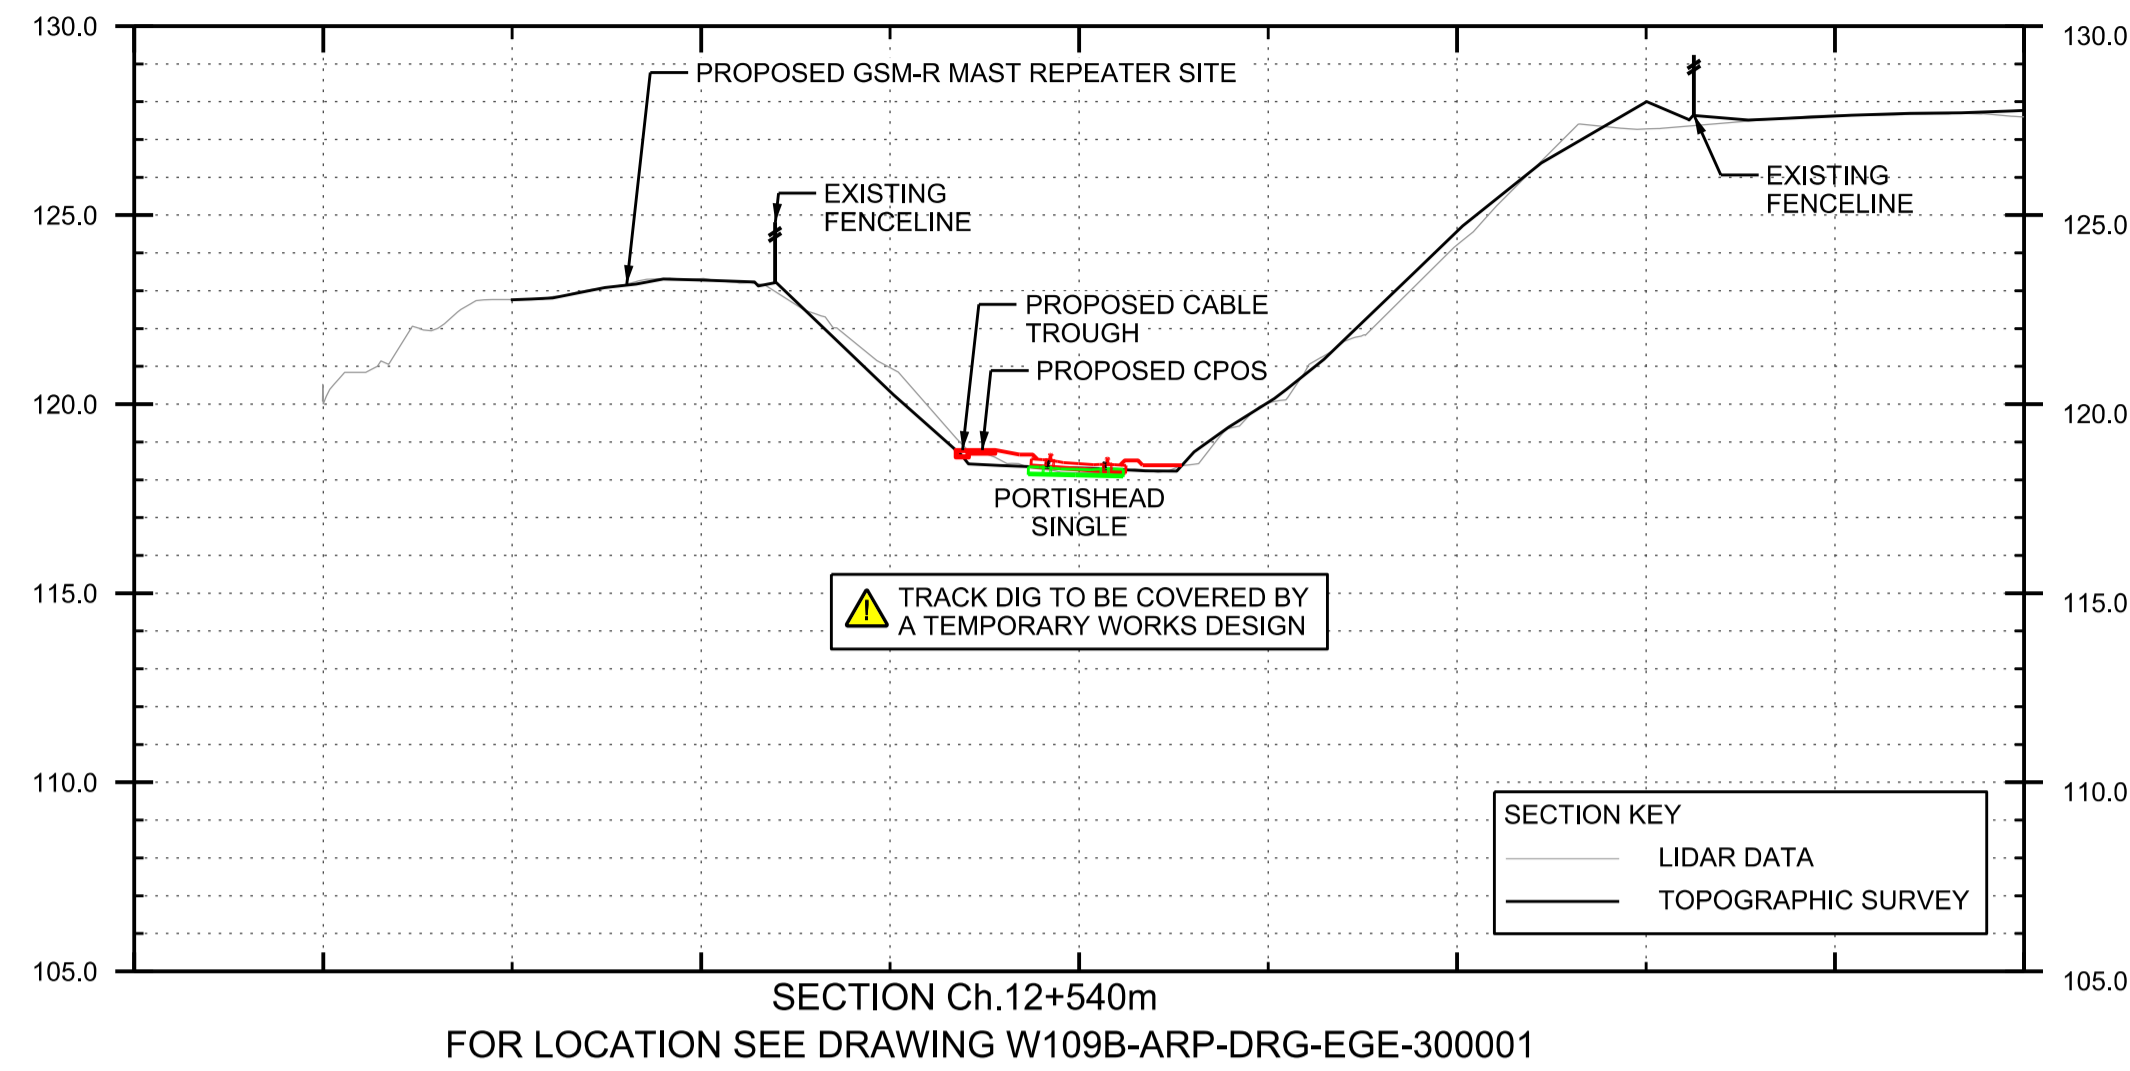 130.0
130.0
PROPOSED GSM-R MAST REPEATER SITE
EXISTING
FENCELINE
EXISTING
FENCELINE
125.0
125.0
PROPOSED CABLE
TROUGH
PROPOSED CPOS
120.0
120.0
PORTISHEAD
SINGLE
115.0
115.0
! TRACK DIG TO BE COVERED BY
A TEMPORARY WORKS DESIGN
110.0
110.0
SECTION KEY
LIDAR DATA
TOPOGRAPHIC SURVEY
105.0
105.0
SECTION Ch.12+540m
FOR LOCATION SEE DRAWING W109B-ARP-DRG-EGE-300001